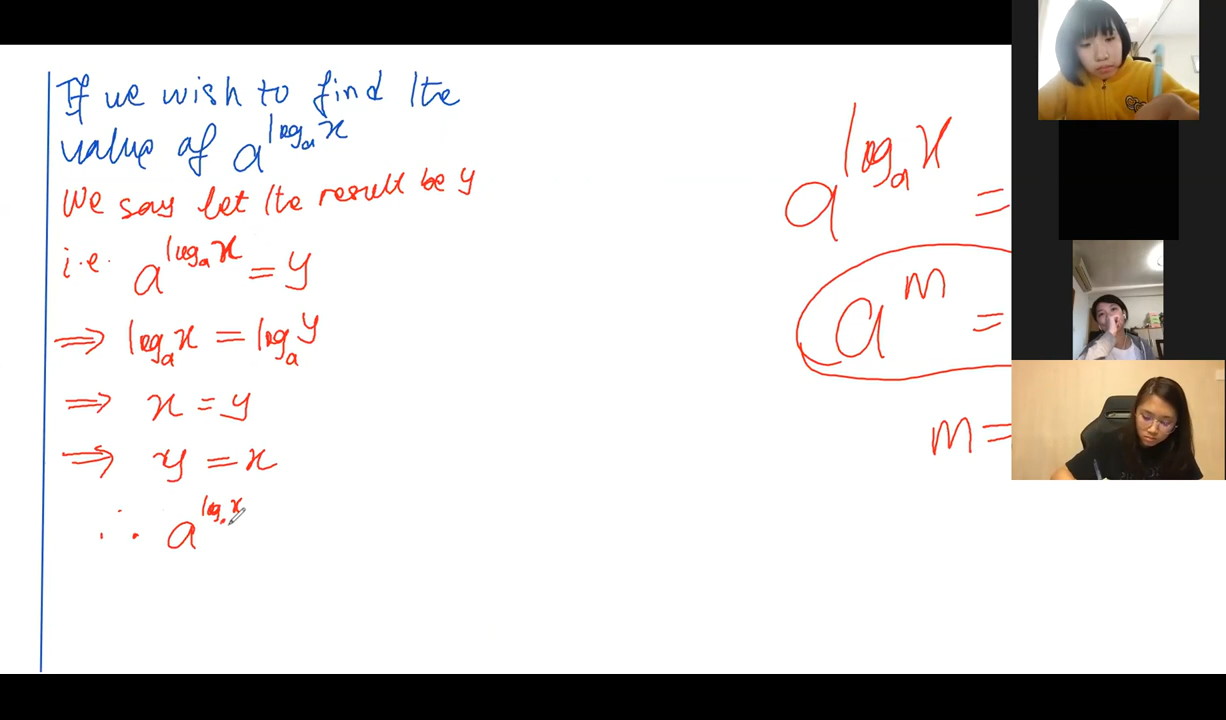 If we wish to find the
value of a^{log_a x}
We say let the result be y
i.e. a^{log_a x} = y
⇒ log_a x = log_a y
⇒ x = y
⇒ y = x
∴ a^{log x}
a^{log_a x} =
a^m =
m =